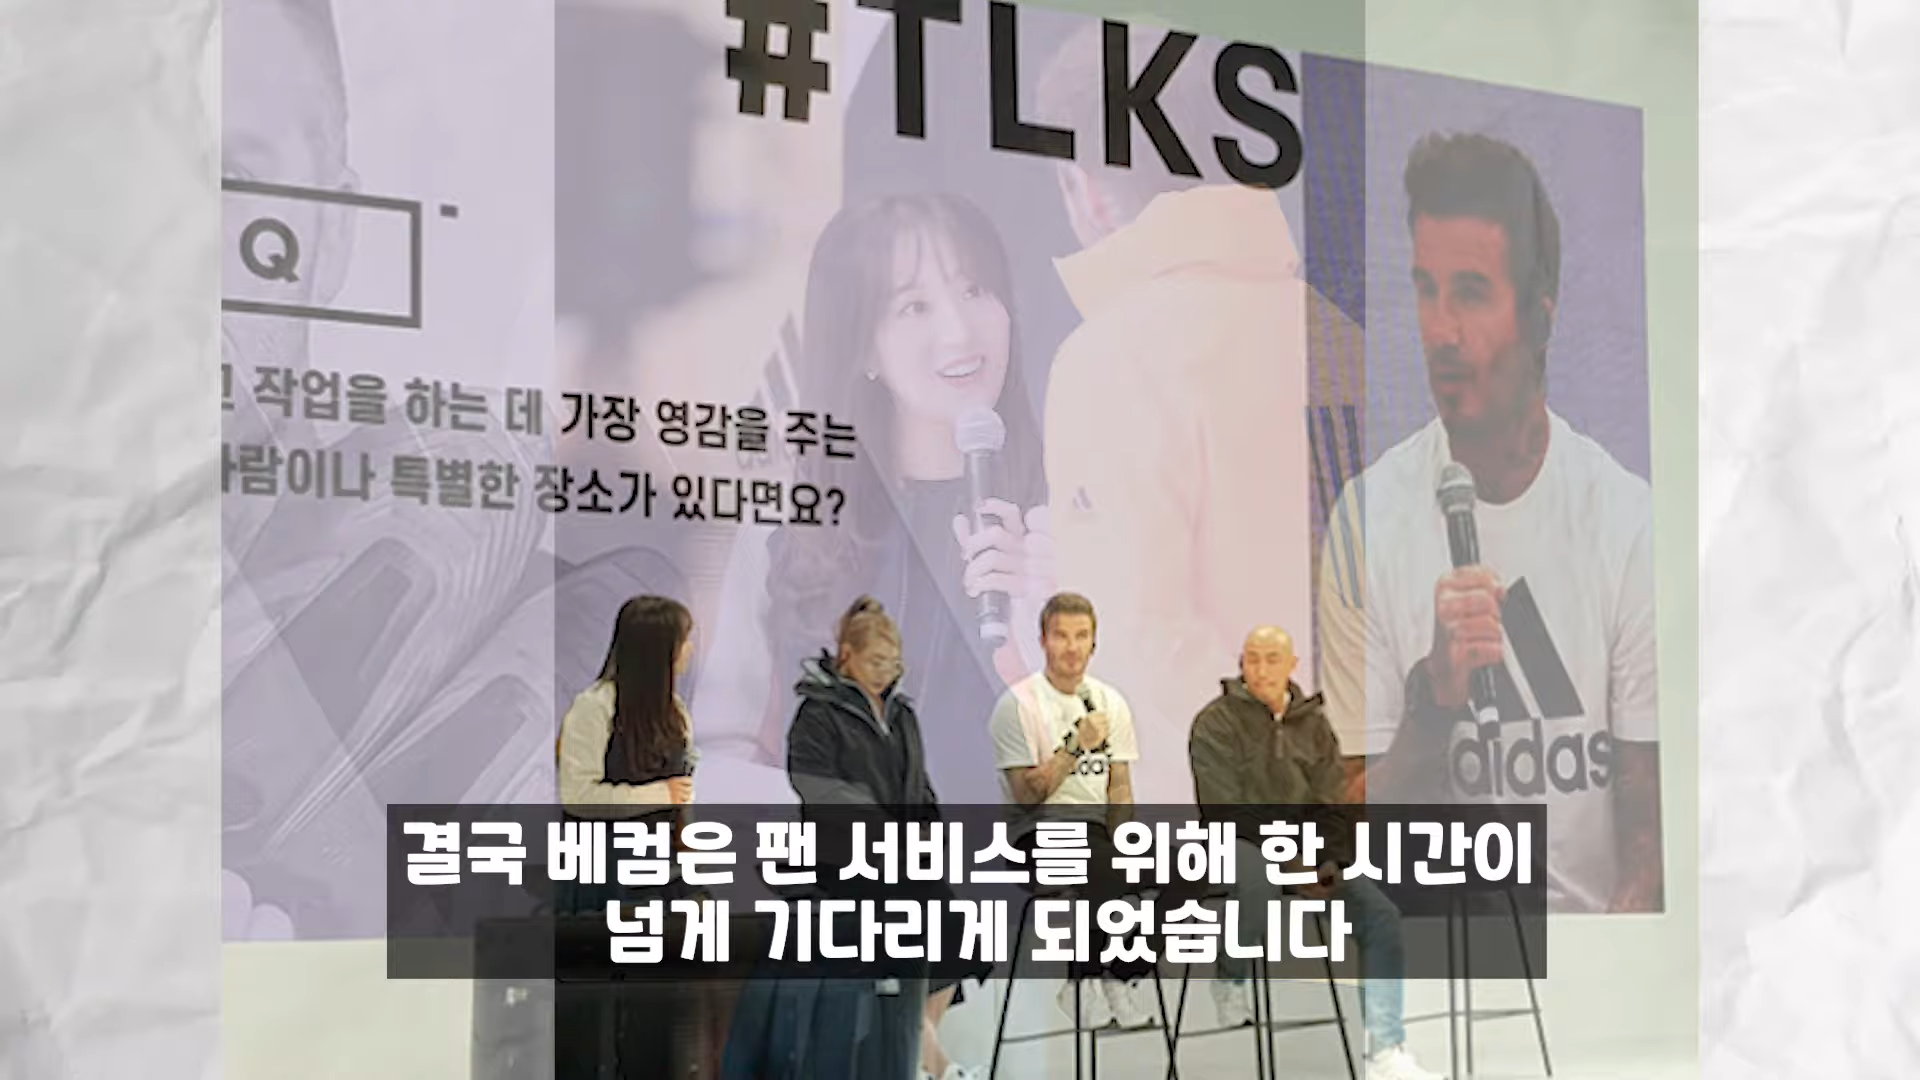 #TLKS
Q
고 작업을 하는 데 가장 영감을 주는
사람이나 특별한 장소가 있다면요?
adidas
결국 베컴은 팬 서비스를 위해 한 시간이
넘게 기다리게 되었습니다